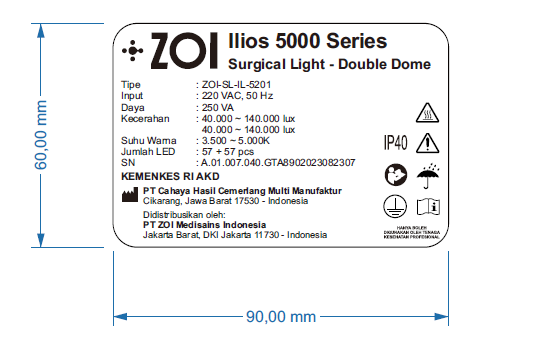 ZOI
Ilios 5000 Series
Surgical Light - Double Dome
Tipe : ZOI-SL-IL-5201
Input : 220 VAC, 50 Hz
Daya : 250 VA
Kecerahan : 40.000 ~ 140.000 lux
40.000 ~ 140.000 lux
Suhu Warna : 3.500 ~ 5.000K
Jumlah LED : 57 + 57 pcs
SN : A.01.007.040.GTA8902023082307
KEMENKES RI AKD
PT Cahaya Hasil Cemerlang Multi Manufaktur
Cikarang, Jawa Barat 17530 - Indonesia
Didistribusikan oleh:
PT ZOI Medisains Indonesia
Jakarta Barat, DKI Jakarta 11730 - Indonesia
IP40
HANYA BOLEH
DIGUNAKAN OLEH TENAGA
KESEHATAN PROFESIONAL
60,00 mm
90,00 mm